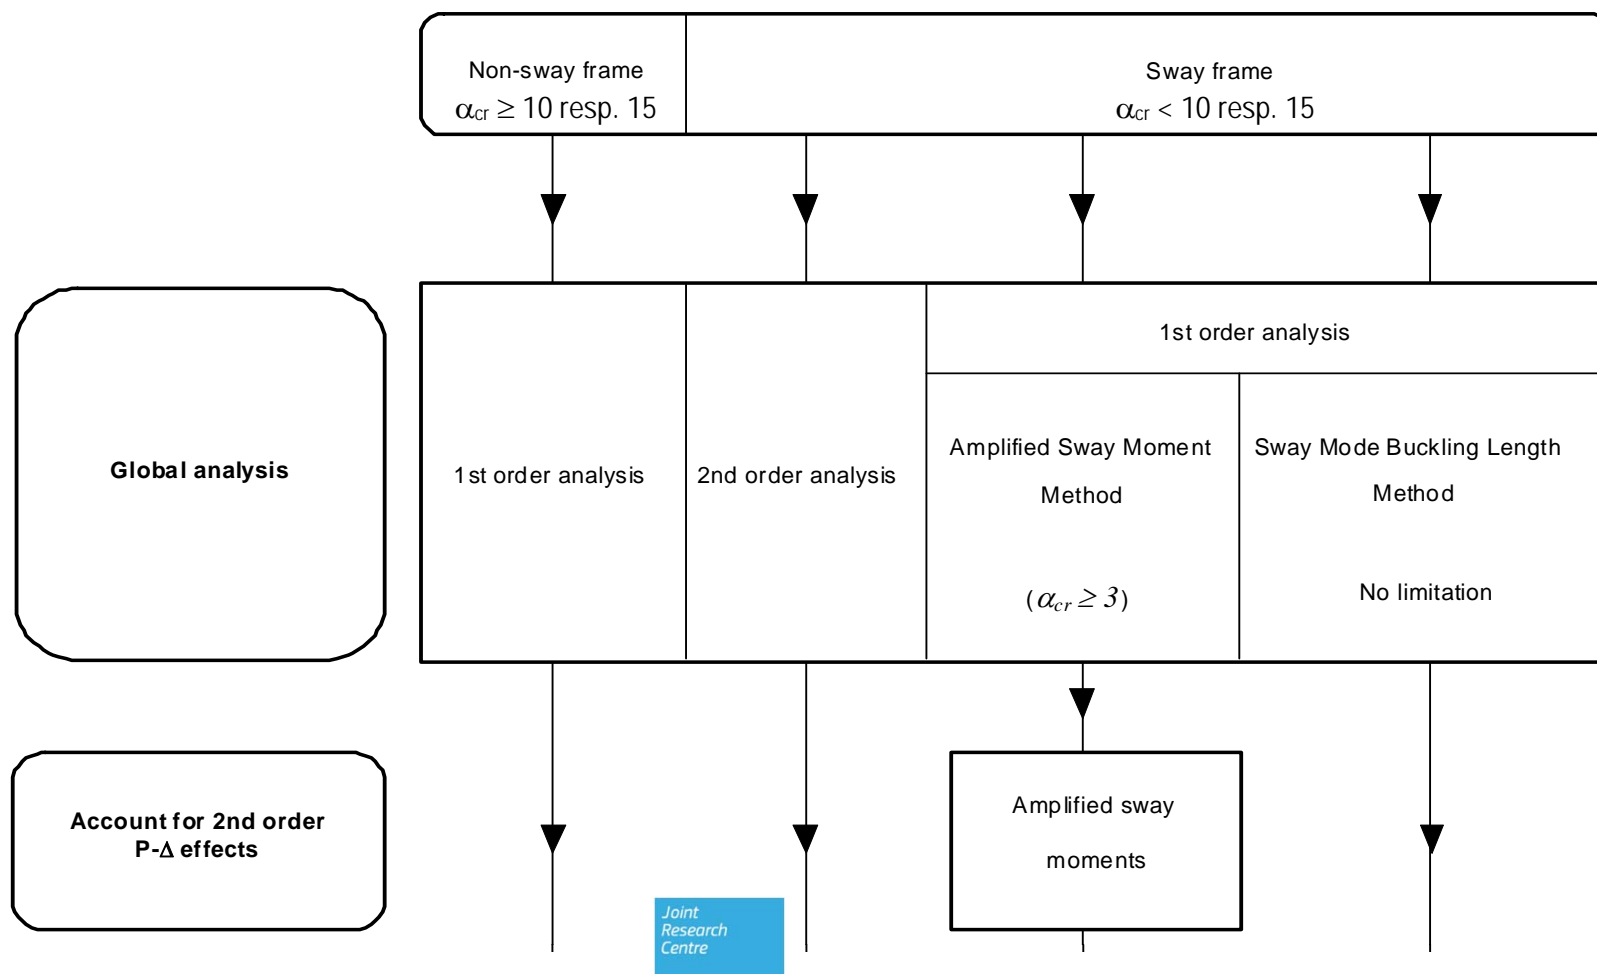 Non-sway frame
αcr ≥ 10 resp. 15
Sway frame
αcr < 10 resp. 15
Global analysis
1st order analysis
2nd order analysis
1st order analysis
Amplified Sway Moment
Method
(αcr ≥ 3)
Sway Mode Buckling Length
Method
No limitation
Account for 2nd order
P-Δ effects
Amplified sway
moments
Joint
Research
Centre